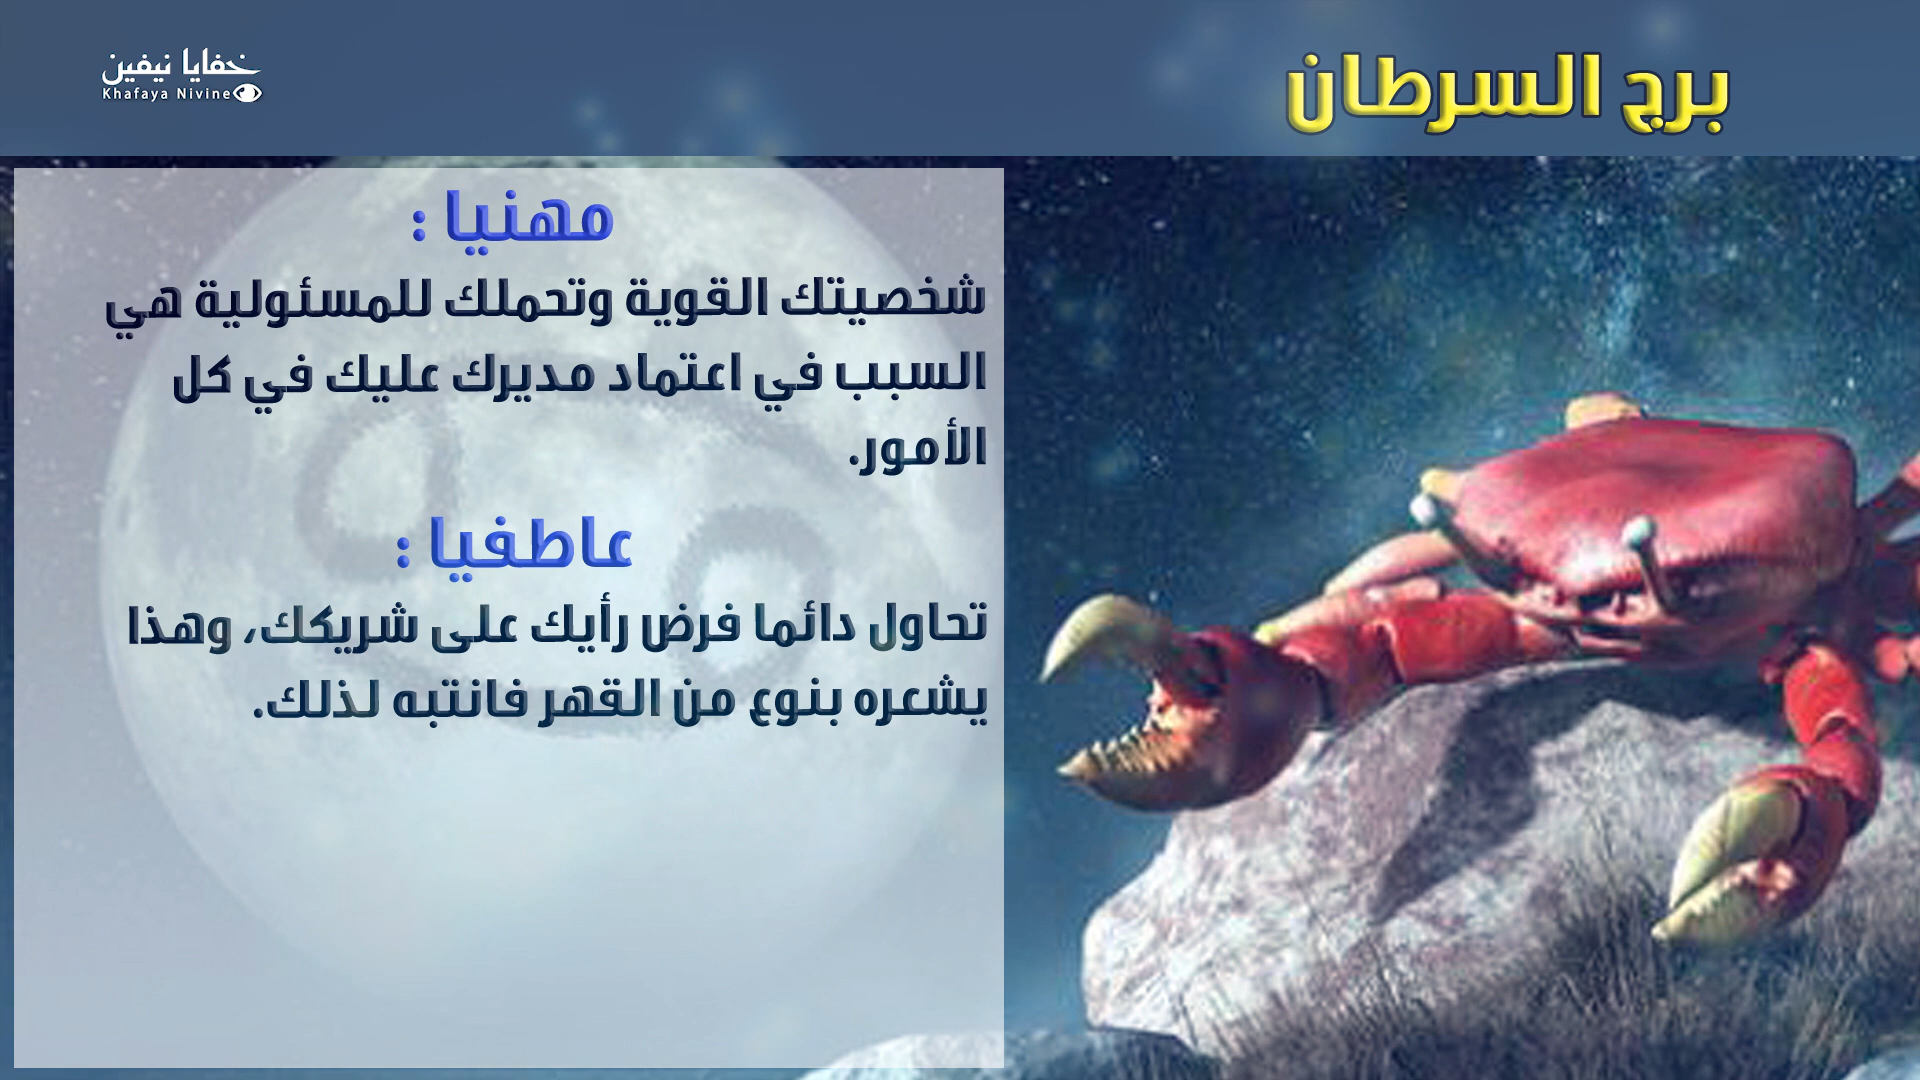 برج السرطان
خفايا نيفين
Khafaya Nivine
مهنيا :
شخصيتك القوية وتحملك للمسئولية هي
السبب في اعتماد مديرك عليك في كل
الأمور.
عاطفيا :
تحاول دائما فرض رأيك على شريكك، وهذا
يشعره بنوع من القهر فانتبه لذلك.